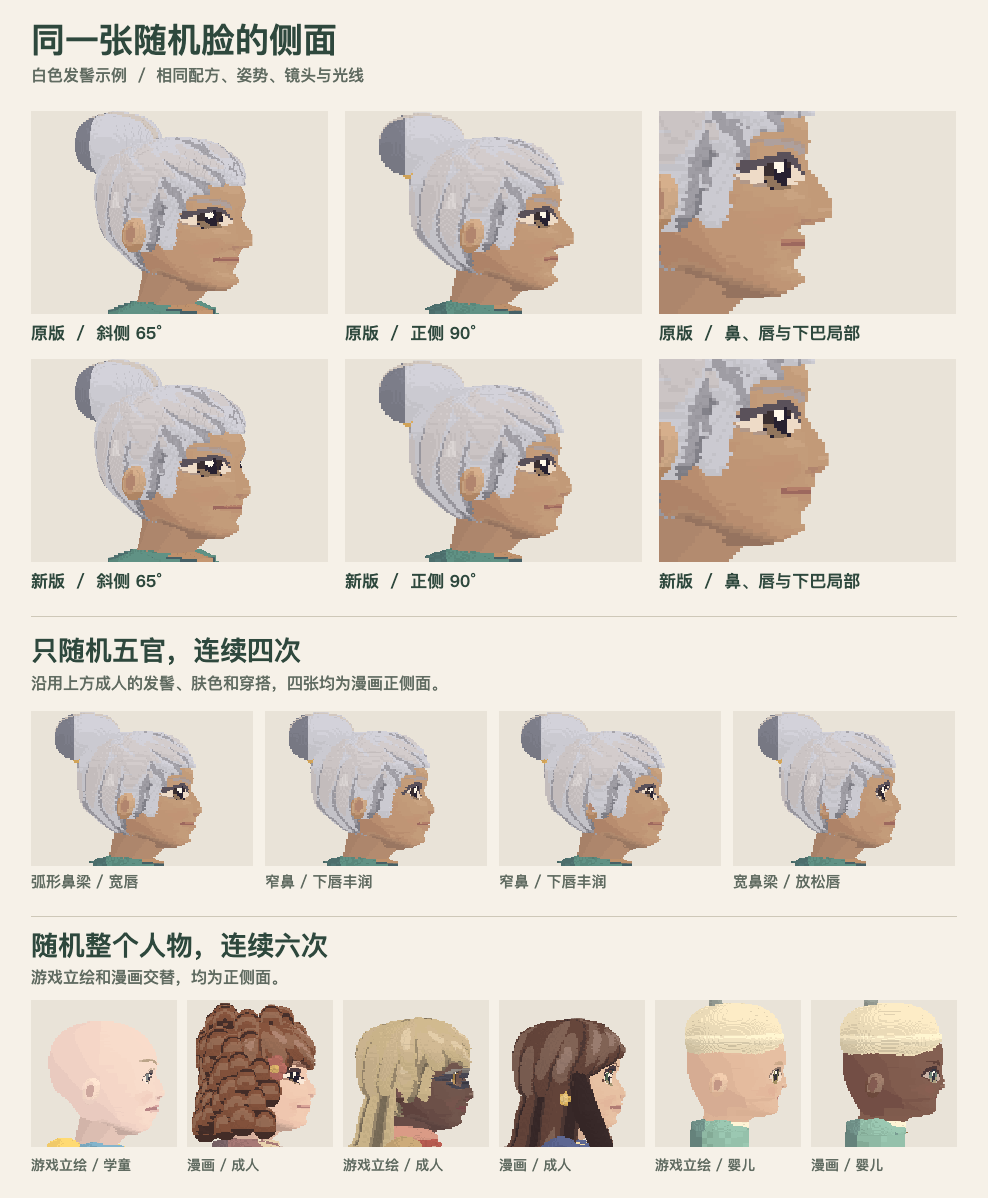 同一张随机脸的侧面
白色发髻示例 / 相同配方、姿势、镜头与光线
原版 / 斜侧 65°
原版 / 正侧 90°
原版 / 鼻、唇与下巴局部
新版 / 斜侧 65°
新版 / 正侧 90°
新版 / 鼻、唇与下巴局部
只随机五官，连续四次
沿用上方成人的发髻、肤色和穿搭，四张均为漫画正侧面。
弧形鼻梁 / 宽唇
窄鼻 / 下唇丰润
窄鼻 / 下唇丰润
宽鼻梁 / 放松唇
随机整个人物，连续六次
游戏立绘和漫画交替，均为正侧面。
游戏立绘 / 学童
漫画 / 成人
游戏立绘 / 成人
漫画 / 成人
游戏立绘 / 婴儿
漫画 / 婴儿